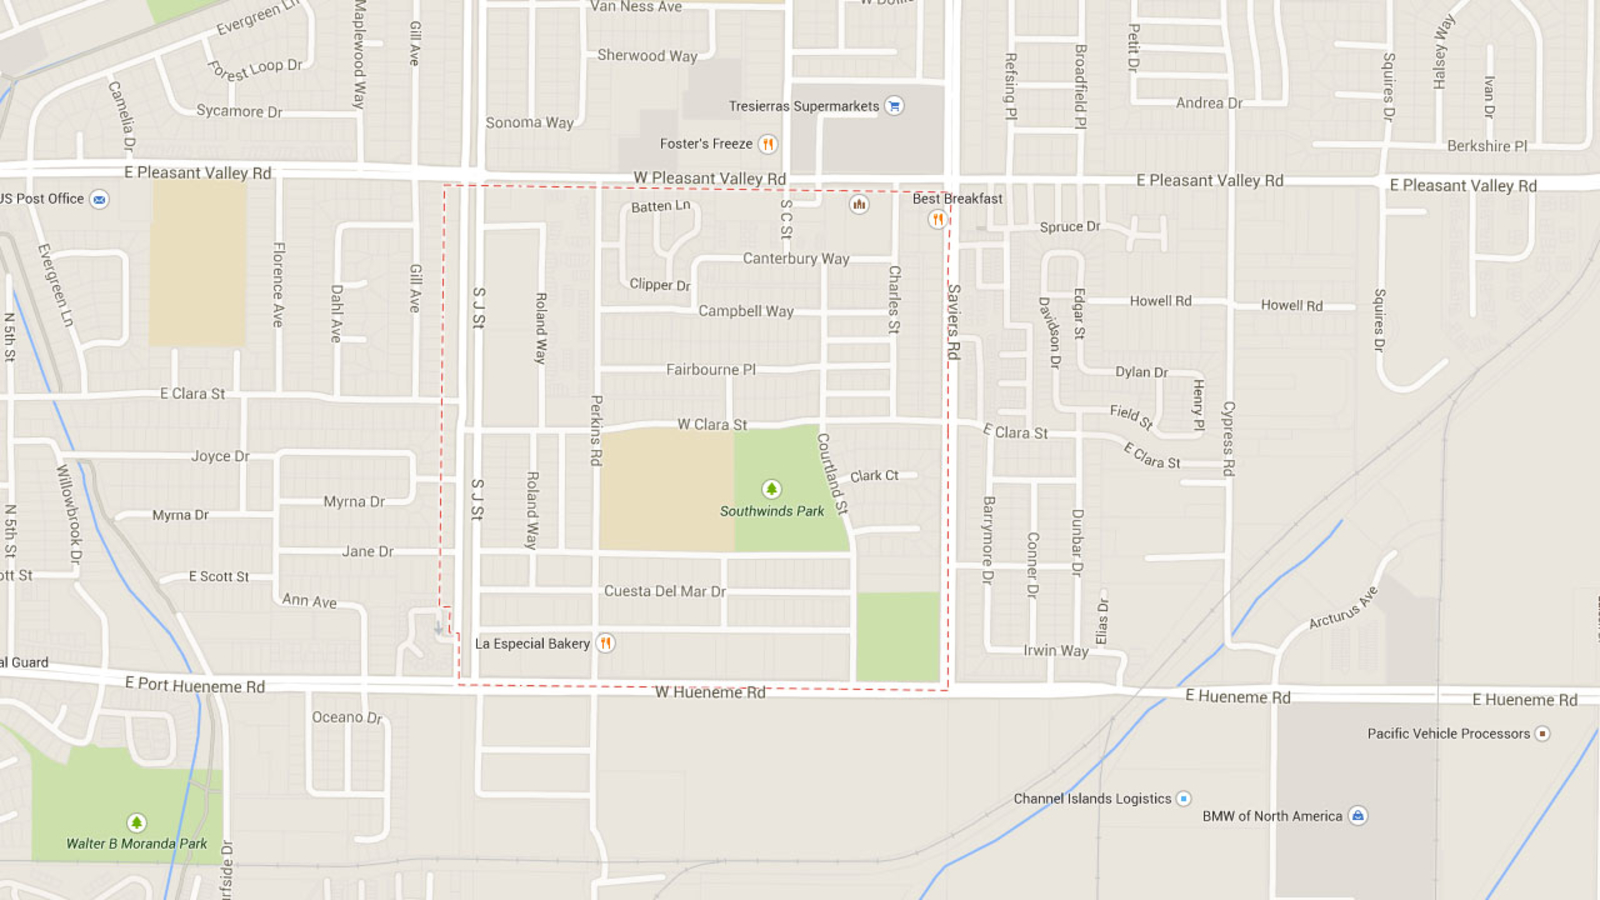 Van Ness Ave
Evergreen Ln
Maplewood Way
Gill Ave
Sherwood Way
Forest Loop Dr
Camelia Dr
Sycamore Dr
Sonoma Way
Tresierras Supermarkets
Foster's Freeze
Refsing Pl
Broadfield Pl
Petit Dr
Andrea Dr
Squires Dr
Halsey Way
Ivan Dr
Berkshire Pl
E Pleasant Valley Rd
W Pleasant Valley Rd
E Pleasant Valley Rd
E Pleasant Valley Rd
US Post Office
Batten Ln
S C St
Best Breakfast
Spruce Dr
Evergreen Ln
Florence Ave
Dahl Ave
Gill Ave
S J St
Roland Way
Clipper Dr
Canterbury Way
Campbell Way
Charles St
Saviers Rd
Davidson Dr
Edgar St
Howell Rd
Howell Rd
Squires Dr
N 5th St
Fairbourne Pl
Dylan Dr
Henry Pl
Field St
Cypress Rd
E Clara St
Perkins Rd
W Clara St
E Clara St
E Clara St
Joyce Dr
Courtland St
Clark Ct
Willowbrook Dr
Myrna Dr
Myrna Dr
S J St
Roland Way
Southwinds Park
Barrymore Dr
Conner Dr
Dunbar Dr
N 5th St
Jane Dr
ott St
E Scott St
Ann Ave
Cuesta Del Mar Dr
Elisea Dr
Arcturus Ave
La Especial Bakery
Irwin Way
al Guard
E Port Hueneme Rd
W Hueneme Rd
E Hueneme Rd
E Hueneme Rd
Oceano Dr
Pacific Vehicle Processors
Channel Islands Logistics
BMW of North America
Walter B Moranda Park
rfside Dr